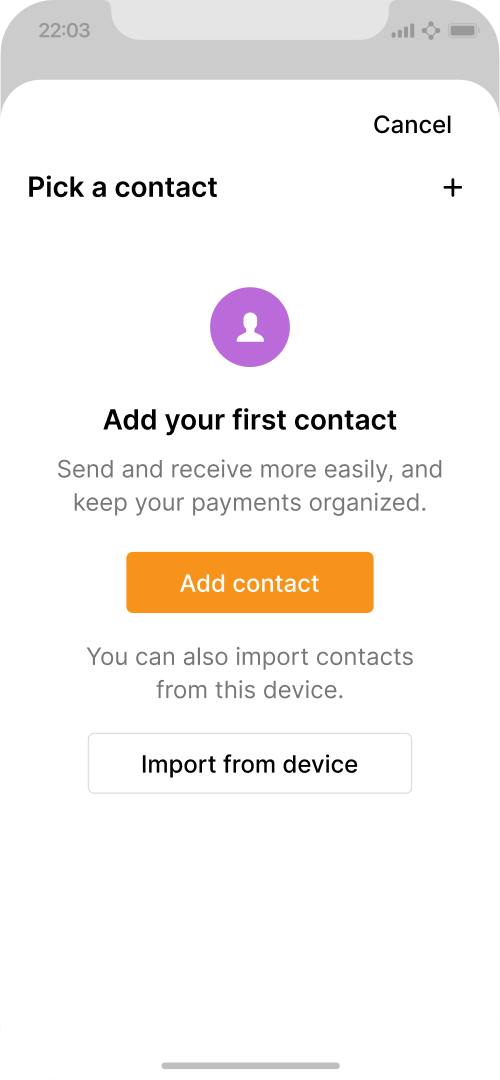 22:03
Cancel
Pick a contact
Add your first contact
Send and receive more easily, and
keep your payments organized.
Add contact
You can also import contacts
from this device.
Import from device